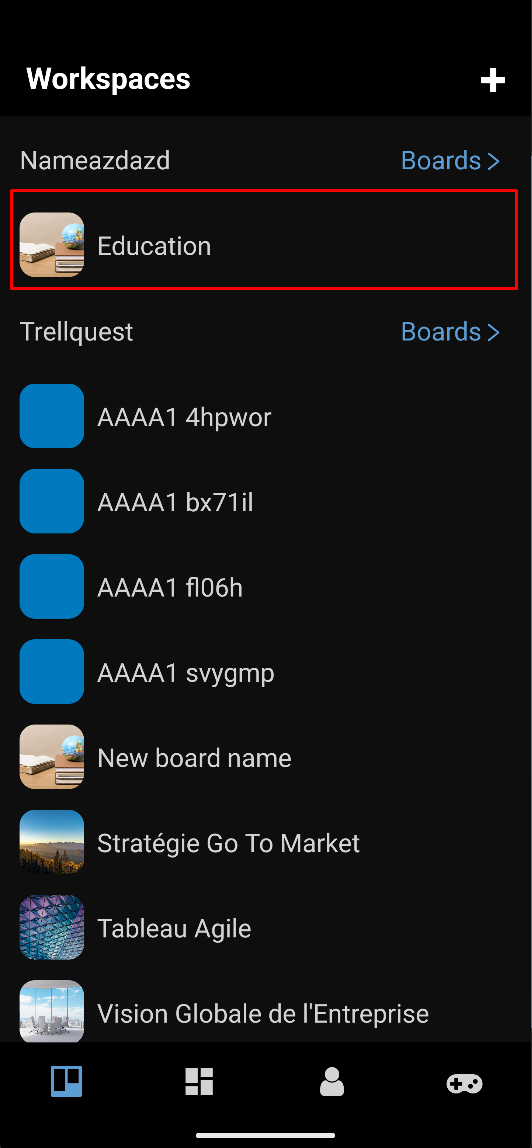 Workspaces
Nameazdazd Boards
Education
Trellquest Boards
AAAA1 4hpwor
AAAA1 bx71il
AAAA1 fl06h
AAAA1 svygmp
New board name
Stratégie Go To Market
Tableau Agile
Vision Globale de l'Entreprise